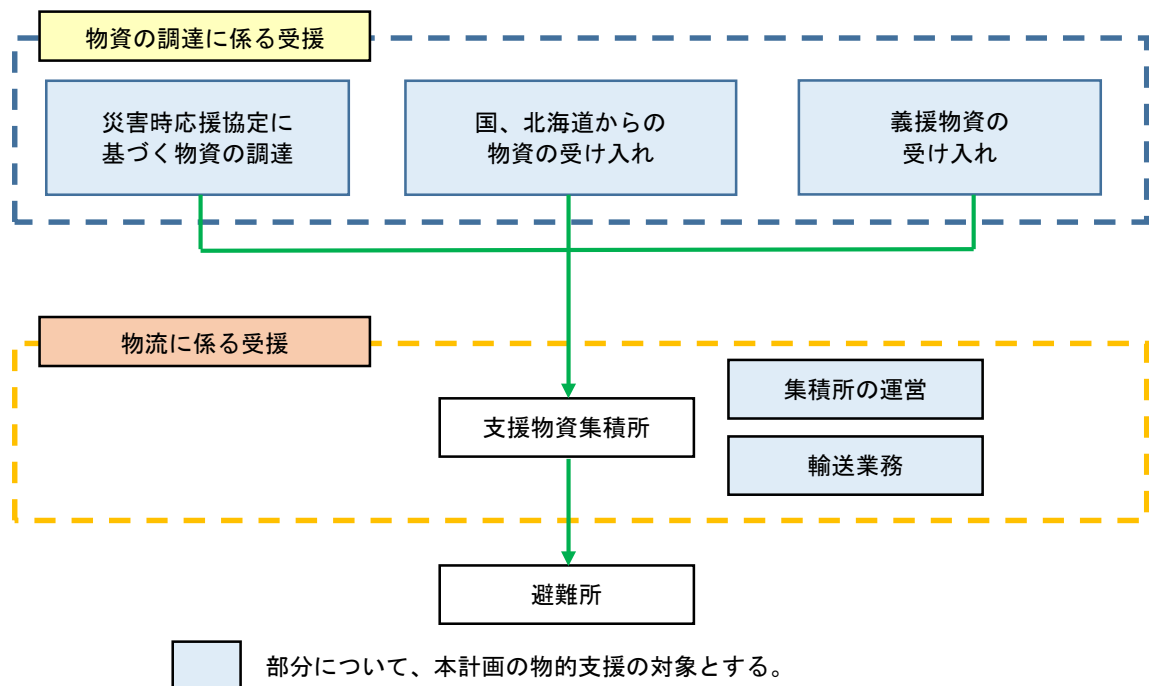 物資の調達に係る受援
災害時応援協定に
基づく物資の調達
国、北海道からの
物資の受け入れ
義援物資の
受け入れ
物流に係る受援
集積所の運営
支援物資集積所
輸送業務
避難所
部分について、本計画の物的支援の対象とする。